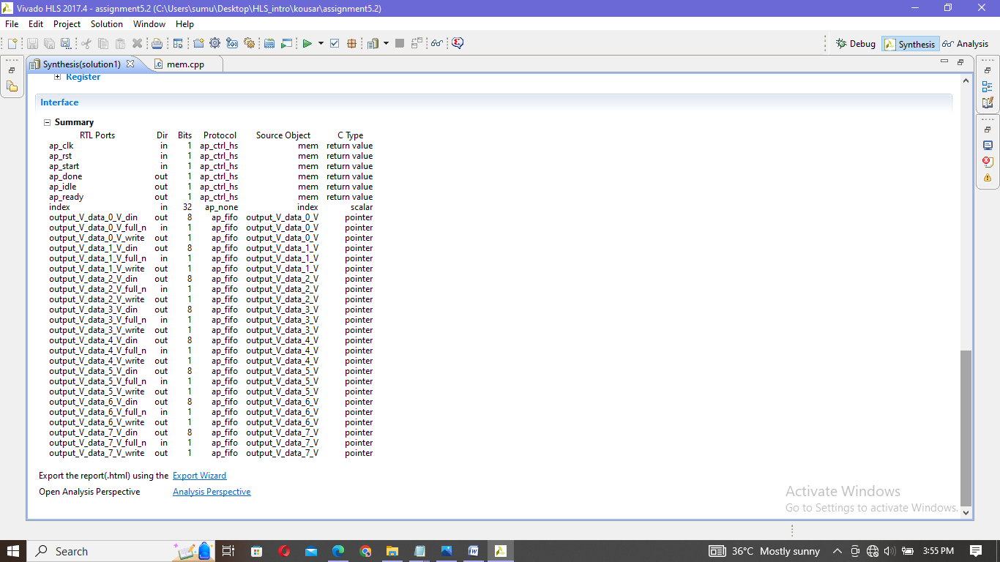 Vivado HLS 2017.4 - assignment5.2 (C:\Users\sumu\Desktop\HLS_intro\kousar\assignment5.2)
File Edit Project Solution Window Help
Debug Synthesis Analysis
Synthesis(solution1) mem.cpp
Register
Interface
Summary
RTL Ports Dir Bits Protocol Source Object C Type
ap_clk in 1 ap_ctrl_hs mem return value
ap_rst in 1 ap_ctrl_hs mem return value
ap_start in 1 ap_ctrl_hs mem return value
ap_done out 1 ap_ctrl_hs mem return value
ap_idle out 1 ap_ctrl_hs mem return value
ap_ready out 1 ap_ctrl_hs mem return value
index in 32 ap_none index scalar
output_V_data_0_V_din out 8 ap_fifo output_V_data_0_V pointer
output_V_data_0_V_full_n in 1 ap_fifo output_V_data_0_V pointer
output_V_data_0_V_write out 1 ap_fifo output_V_data_0_V pointer
output_V_data_1_V_din out 8 ap_fifo output_V_data_1_V pointer
output_V_data_1_V_full_n in 1 ap_fifo output_V_data_1_V pointer
output_V_data_1_V_write out 1 ap_fifo output_V_data_1_V pointer
output_V_data_2_V_din out 8 ap_fifo output_V_data_2_V pointer
output_V_data_2_V_full_n in 1 ap_fifo output_V_data_2_V pointer
output_V_data_2_V_write out 1 ap_fifo output_V_data_2_V pointer
output_V_data_3_V_din out 8 ap_fifo output_V_data_3_V pointer
output_V_data_3_V_full_n in 1 ap_fifo output_V_data_3_V pointer
output_V_data_3_V_write out 1 ap_fifo output_V_data_3_V pointer
output_V_data_4_V_din out 8 ap_fifo output_V_data_4_V pointer
output_V_data_4_V_full_n in 1 ap_fifo output_V_data_4_V pointer
output_V_data_4_V_write out 1 ap_fifo output_V_data_4_V pointer
output_V_data_5_V_din out 8 ap_fifo output_V_data_5_V pointer
output_V_data_5_V_full_n in 1 ap_fifo output_V_data_5_V pointer
output_V_data_5_V_write out 1 ap_fifo output_V_data_5_V pointer
output_V_data_6_V_din out 8 ap_fifo output_V_data_6_V pointer
output_V_data_6_V_full_n in 1 ap_fifo output_V_data_6_V pointer
output_V_data_6_V_write out 1 ap_fifo output_V_data_6_V pointer
output_V_data_7_V_din out 8 ap_fifo output_V_data_7_V pointer
output_V_data_7_V_full_n in 1 ap_fifo output_V_data_7_V pointer
output_V_data_7_V_write out 1 ap_fifo output_V_data_7_V pointer
Export the report(.html) using the Export Wizard
Open Analysis Perspective Analysis Perspective
Activate Windows
Go to Settings to activate Windows.
Search 36°C Mostly sunny 3:55 PM